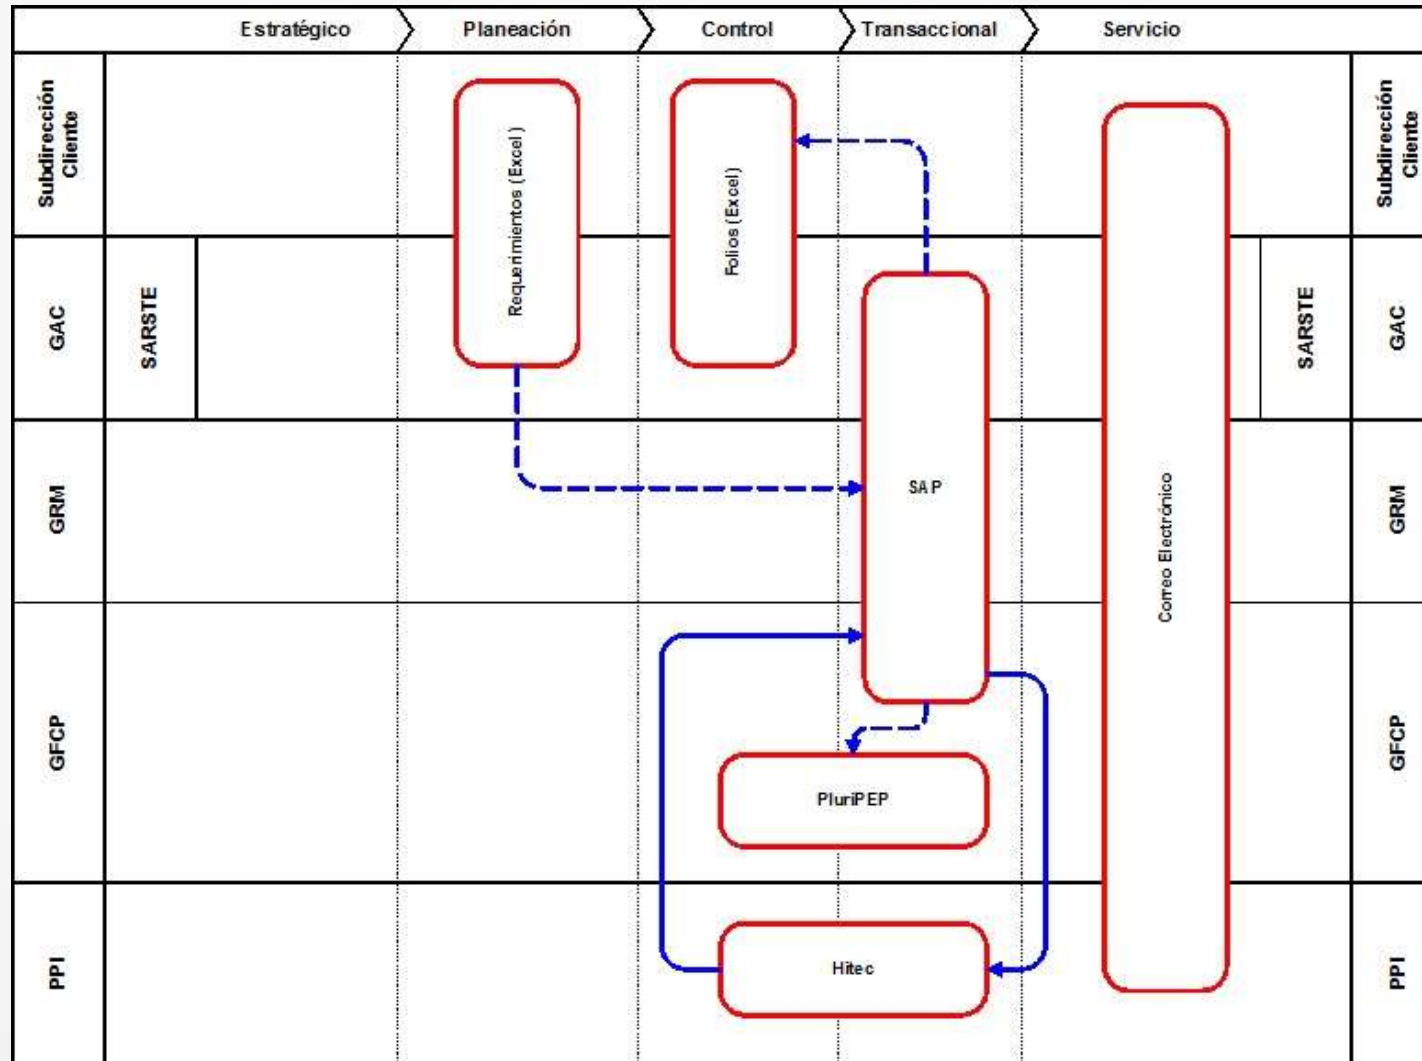 Estratégico
Planeación
Control
Transaccional
Servicio
Subdirección
Cliente
Requerimientos (Excel)
Folios (Excel)
Subdirección
Cliente
GAC
SARSTE
SARSTE
GAC
GRM
SAP
Correo Electrónico
GRM
GFCP
PluriPEP
GFCP
PPI
Hitec
PPI